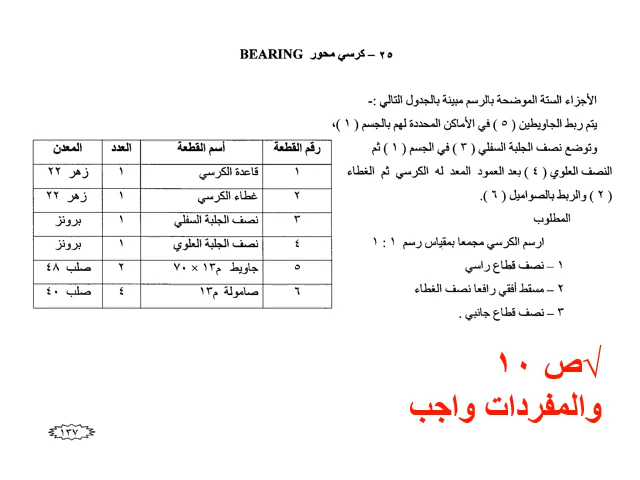 ٢٥ – كرسي محور BEARING
الأجزاء الستة الموضحة بالرسم مبينة بالجدول التالي :-
يتم ربط الجاويطين ( ٥ ) في الأماكن المحددة لهم بالجسم ( ١ )،
وتوضع نصف الجلبة السفلي ( ٣ ) في الجسم ( ١ ) ثم
النصف العلوي ( ٤ ) بعد العمود المعد له الكرسي ثم الغطاء
( ٢ ) والربط بالصواميل ( ٦ ).
المطلوب
ارسم الكرسي مجمعا بمقياس رسم ١ : ١
١ – نصف قطاع راسي
٢ – مسقط أفقي رافعا نصف الغطاء
٣ – نصف قطاع جانبي .
رقم القطعة أسم القطعة العدد المعدن
١ قاعدة الكرسي ١ زهر ٢٢
٢ غطاء الكرسي ١ زهر ٢٢
٣ نصف الجلبة السفلي ١ برونز
٤ نصف الجلبة العلوي ١ برونز
٥ جاويط م١٣ × ٧٠ ٢ صلب ٤٨
٦ صامولة م١٣ ٤ صلب ٤٠
√ص ١٠
والمفردات واجب
١٣٧